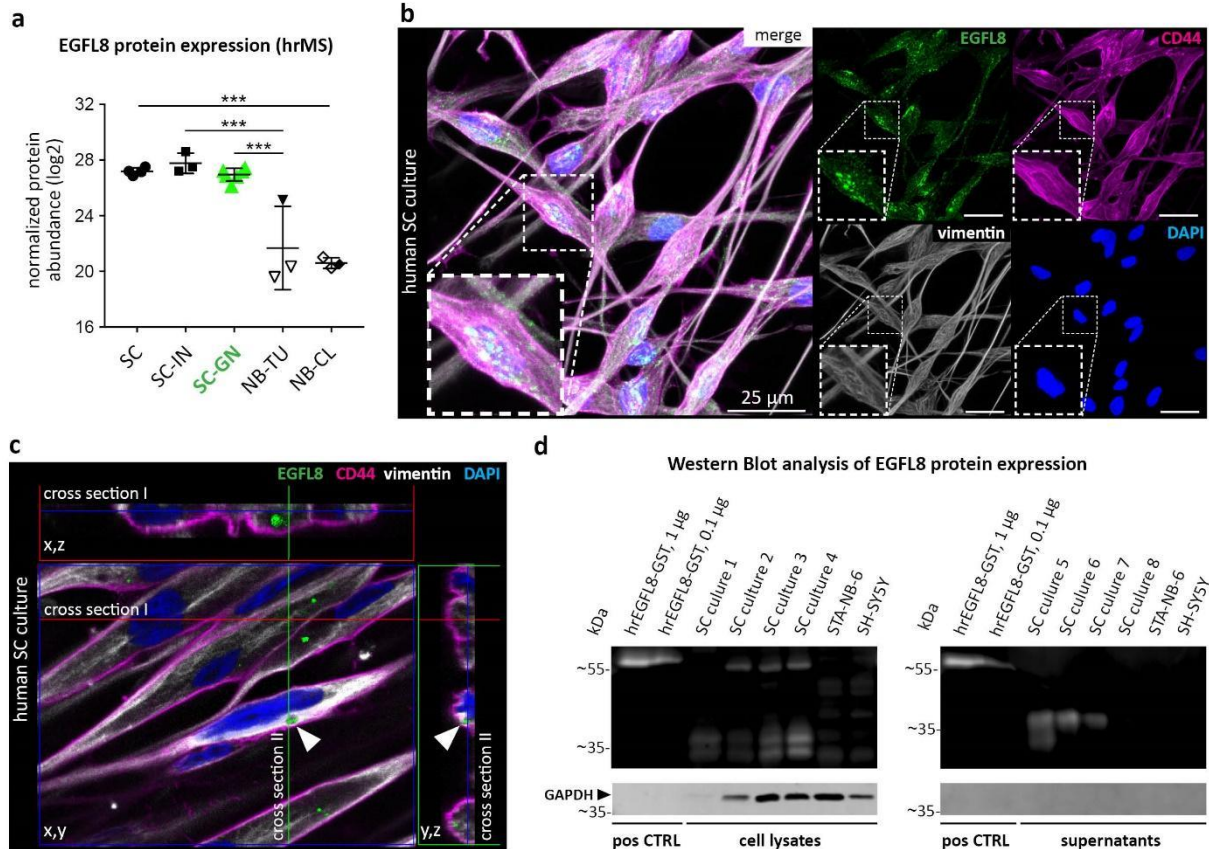 a
EGFL8 protein expression (hrMS)
normalized protein
abundance (log2)
32
28
24
20
16
***
***
***
SC
SC-IN
SC-GN
NB-TU
NB-CL
b
human SC culture
merge
25 µm
EGFL8
CD44
vimentin
DAPI
c
EGFL8 CD44 vimentin DAPI
human SC culture
cross section I
x,z
cross section I
cross section II
x,y
y,z
cross section II
d
Western Blot analysis of EGFL8 protein expression
kDa
hrEGFL8-GST, 1 µg
hrEGFL8-GST, 0.1 µg
SC culture 1
SC culture 2
SC culture 3
SC culture 4
STA-NB-6
SH-SY5Y
~55-
~35-
GAPDH
~35-
pos CTRL
cell lysates
kDa
hrEGFL8-GST, 1 µg
hrEGFL8-GST, 0.1 µg
SC culture 5
SC culture 6
SC culture 7
SC culture 8
STA-NB-6
SH-SY5Y
~55-
~35-
~35-
pos CTRL
supernatants